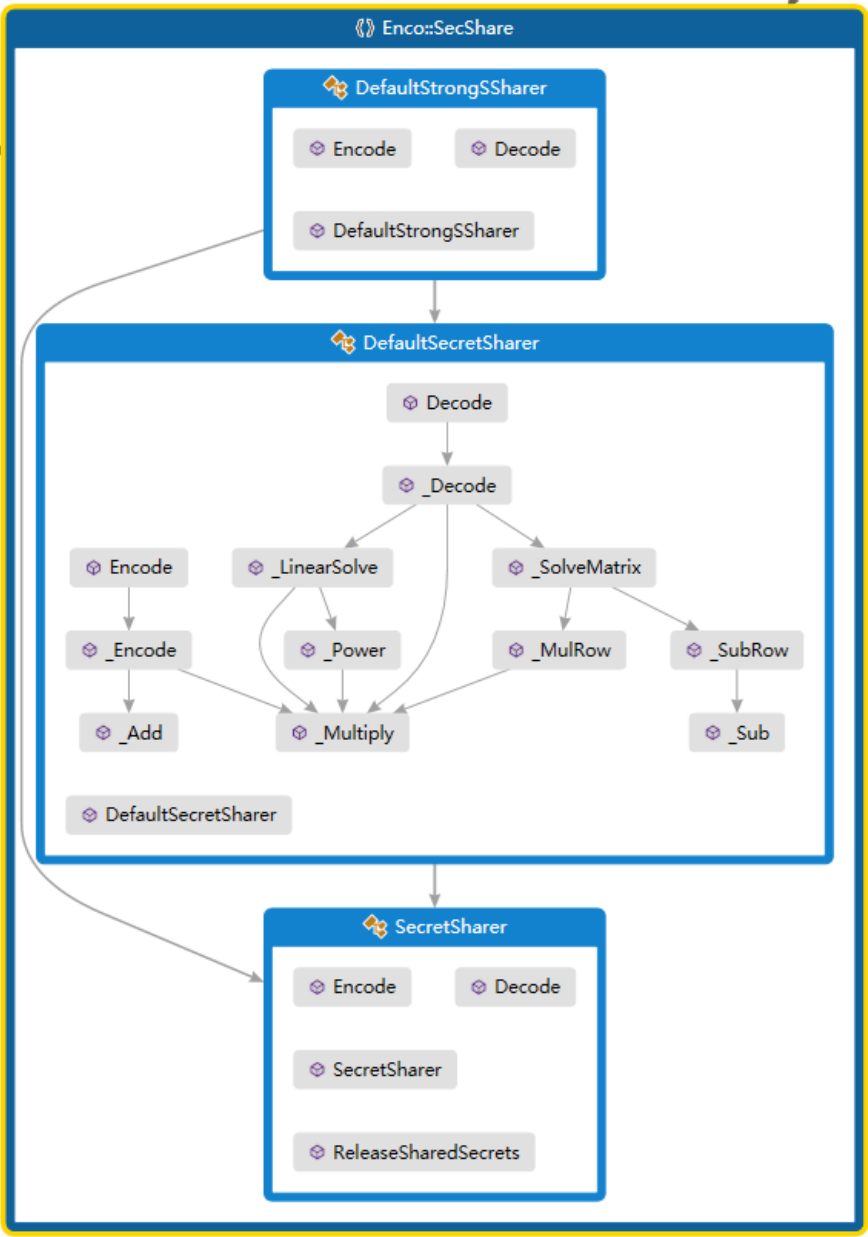 Enco::SecShare
DefaultStrongSSharer
Encode Decode
DefaultStrongSSharer
DefaultSecretSharer
Decode
_Decode
Encode _LinearSolve _SolveMatrix
_Encode _Power _MulRow _SubRow
_Add _Multiply _Sub
DefaultSecretSharer
SecretSharer
Encode Decode
SecretSharer
ReleaseSharedSecrets